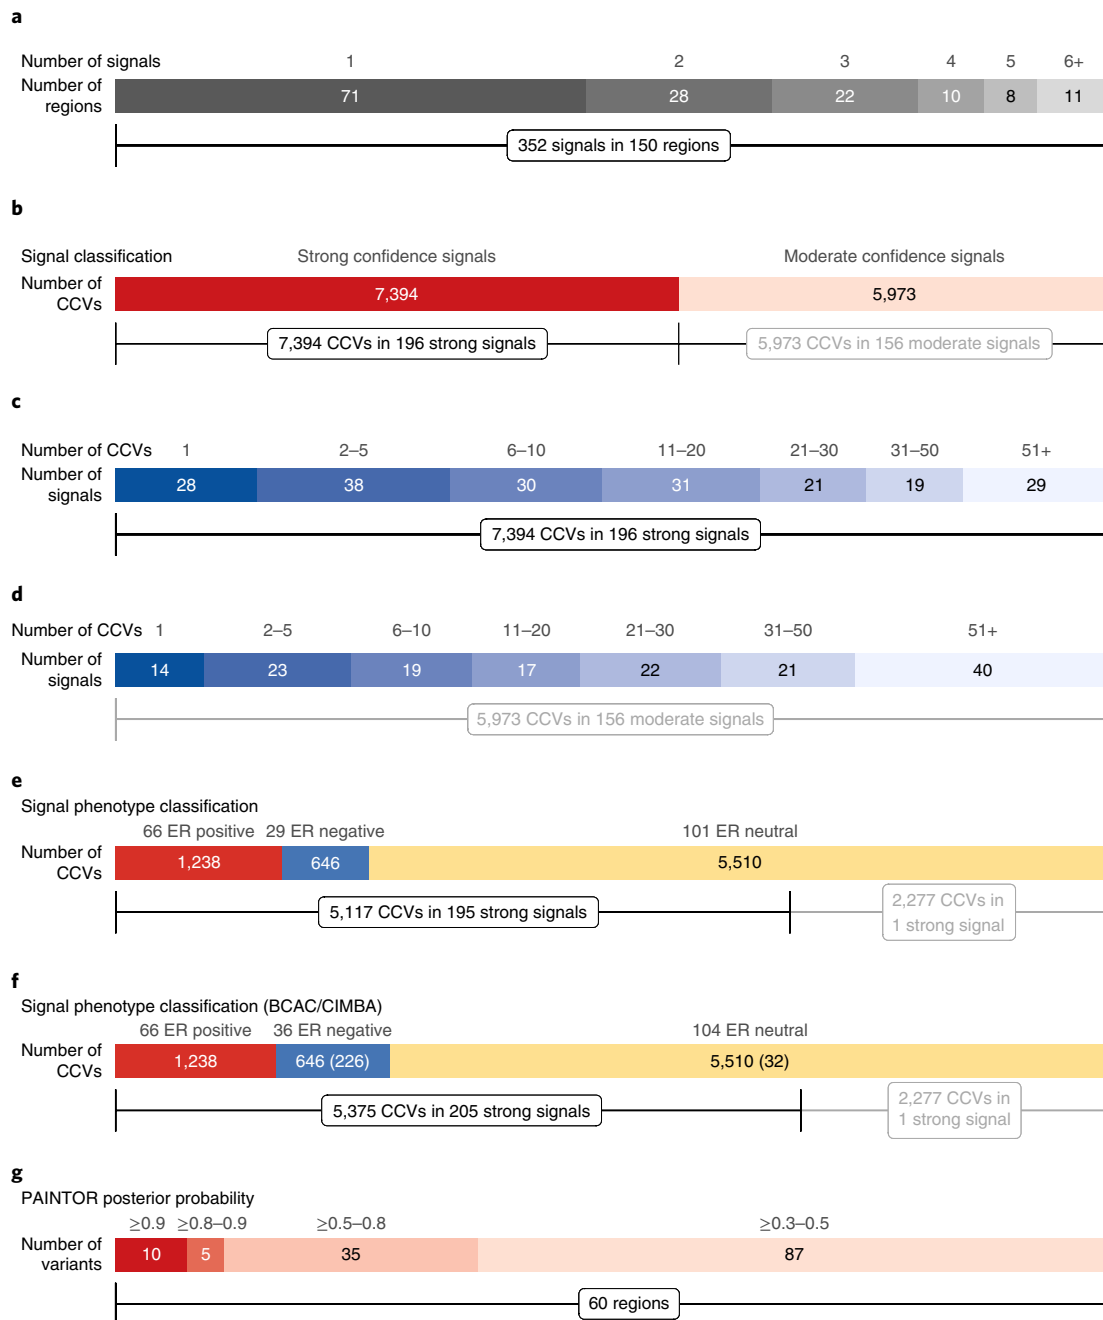 a
Number of signals 1 2 3 4 5 6+
Number of
regions
71 28 22 10 8 11
352 signals in 150 regions
b
Signal classification Strong confidence signals Moderate confidence signals
Number of
CCVs
7,394 5,973
7,394 CCVs in 196 strong signals 5,973 CCVs in 156 moderate signals
c
Number of CCVs 1 2–5 6–10 11–20 21–30 31–50 51+
Number of
signals
28 38 30 31 21 19 29
7,394 CCVs in 196 strong signals
d
Number of CCVs 1 2–5 6–10 11–20 21–30 31–50 51+
Number of
signals
14 23 19 17 22 21 40
5,973 CCVs in 156 moderate signals
e
Signal phenotype classification
66 ER positive 29 ER negative 101 ER neutral
Number of
CCVs
1,238 646 5,510
5,117 CCVs in 195 strong signals
2,277 CCVs in
1 strong signal
f
Signal phenotype classification (BCAC/CIMBA)
66 ER positive 36 ER negative 104 ER neutral
Number of
CCVs
1,238 646 (226) 5,510 (32)
5,375 CCVs in 205 strong signals
2,277 CCVs in
1 strong signal
g
PAINTOR posterior probability
≥0.9 ≥0.8–0.9 ≥0.5–0.8 ≥0.3–0.5
Number of
variants
10 5 35 87
60 regions